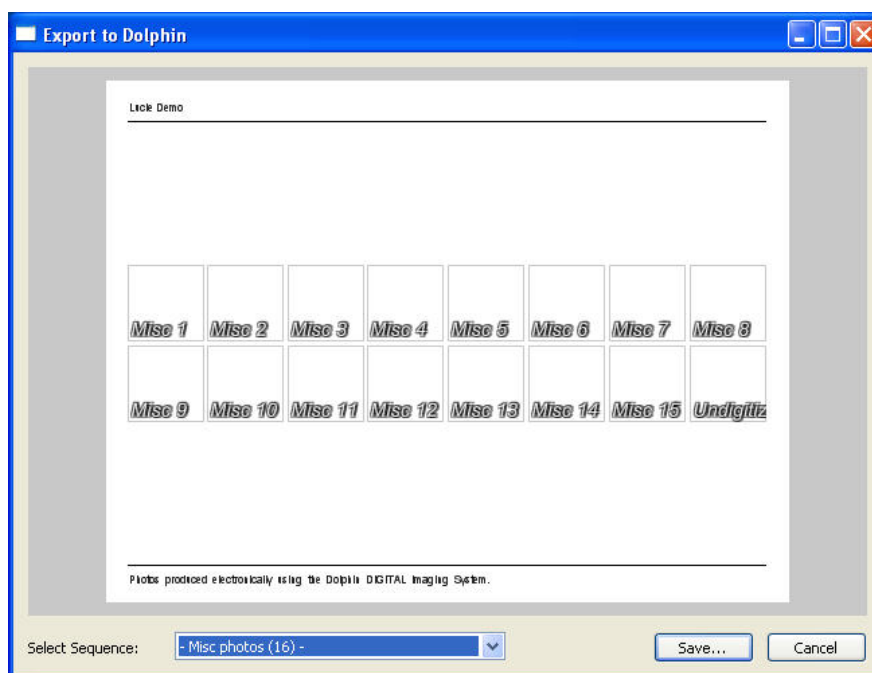 Export to Dolphin
Lucie Demo
Misc 1 Misc 2 Misc 3 Misc 4 Misc 5 Misc 6 Misc 7 Misc 8
Misc 9 Misc 10 Misc 11 Misc 12 Misc 13 Misc 14 Misc 15 Undigitiz
Photos produced electronically using the Dolphin DIGITAL Imaging System.
Select Sequence: - Misc photos (16) - Save... Cancel